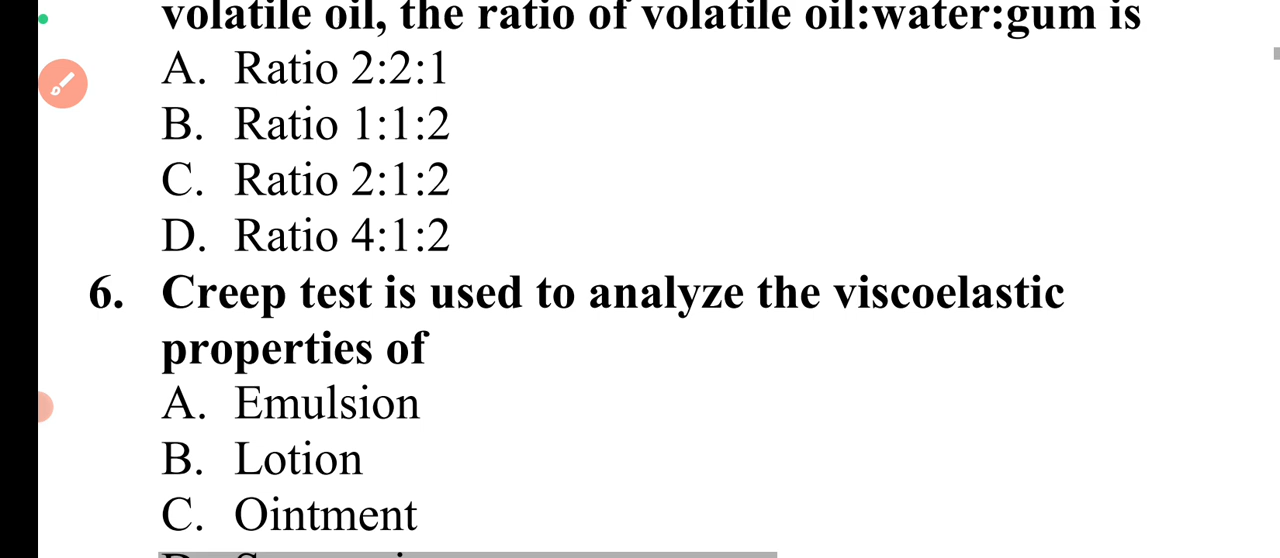 volatile oil, the ratio of volatile oil:water:gum is
A. Ratio 2:2:1
B. Ratio 1:1:2
C. Ratio 2:1:2
D. Ratio 4:1:2
6. Creep test is used to analyze the viscoelastic
properties of
A. Emulsion
B. Lotion
C. Ointment